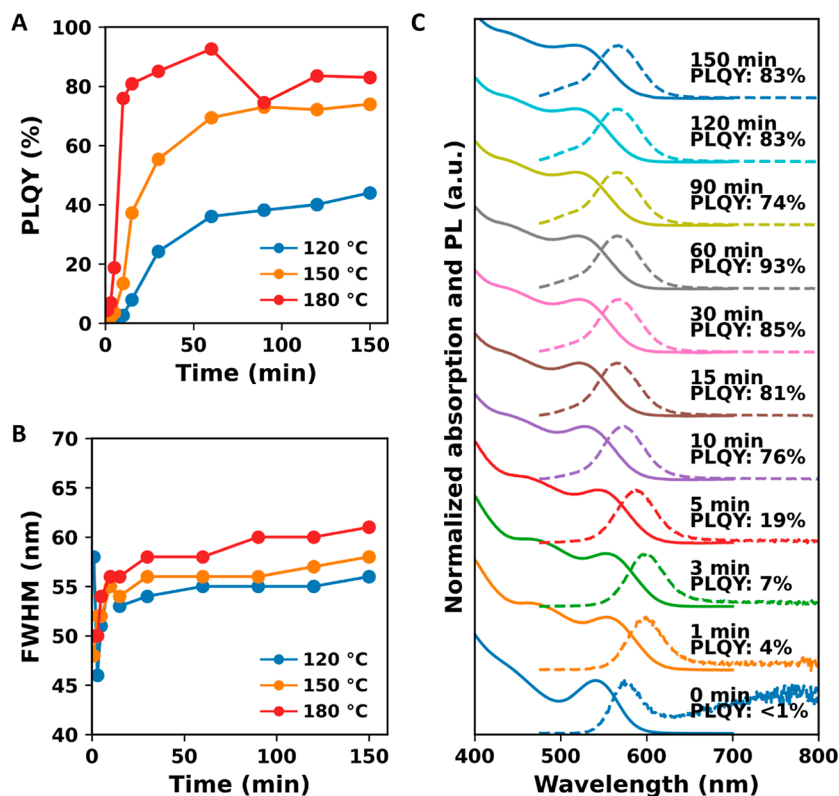 A
100
80
60
40
20
0
PLQY (%)
120 °C
150 °C
180 °C
0
50
100
150
Time (min)
B
70
65
60
55
50
45
40
FWHM (nm)
120 °C
150 °C
180 °C
0
50
100
150
Time (min)
C
Normalized absorption and PL (a.u.)
150 min
PLQY: 83%
120 min
PLQY: 83%
90 min
PLQY: 74%
60 min
PLQY: 93%
30 min
PLQY: 85%
15 min
PLQY: 81%
10 min
PLQY: 76%
5 min
PLQY: 19%
3 min
PLQY: 7%
1 min
PLQY: 4%
0 min
PLQY: <1%
400
500
600
700
800
Wavelength (nm)